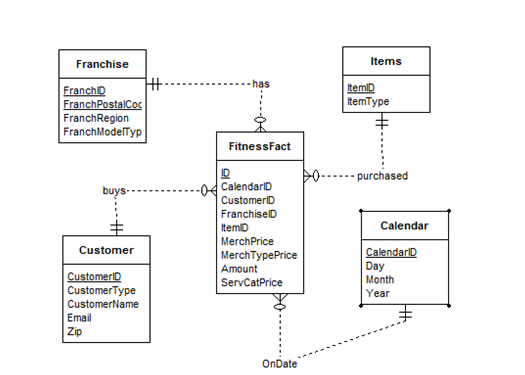 Franchise
FranchID
FranchPostalCoc
FranchRegion
FranchModelTyp
has
Items
ItemID
ItemType
FitnessFact
ID
CalendarID
CustomerID
FranchiseID
ItemID
MerchPrice
MerchTypePrice
Amount
ServCatPrice
purchased
buys
Customer
CustomerID
CustomerType
CustomerName
Email
Zip
Calendar
CalendarID
Day
Month
Year
OnDate